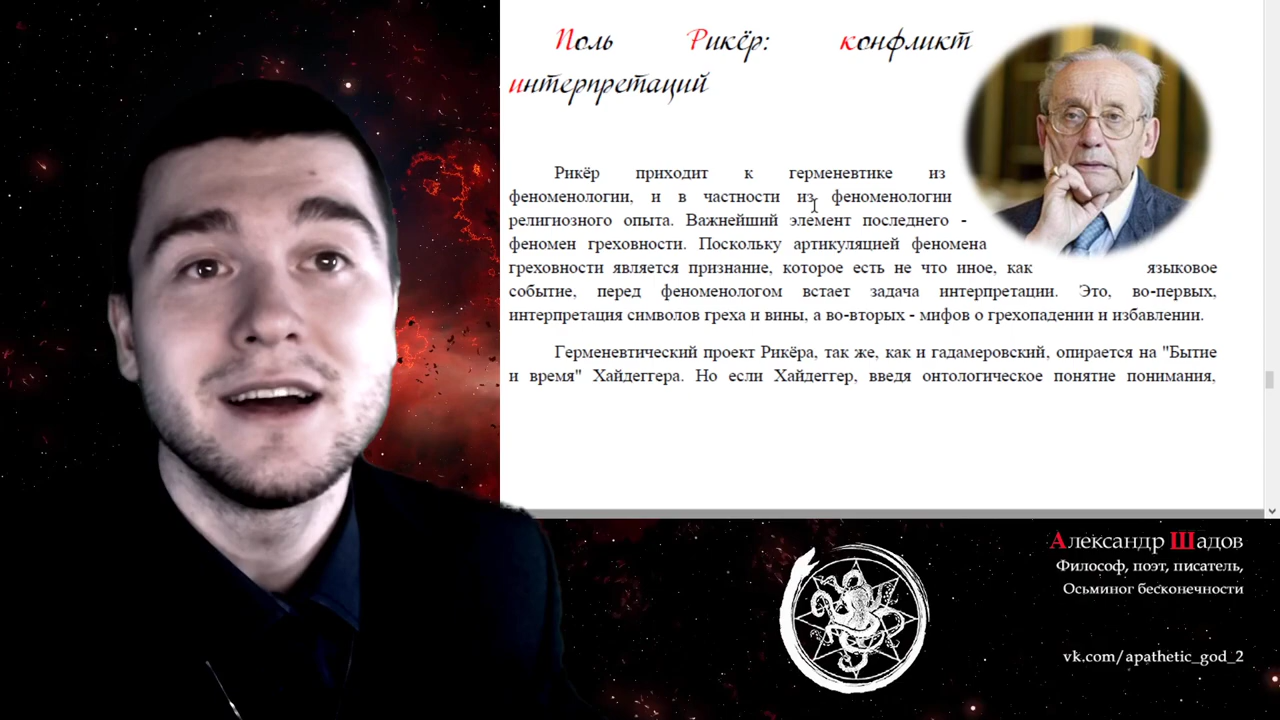 Поль Рикёр: конфликт
интерпретаций
Рикёр приходит к герменевтике из
феноменологии, и в частности из феноменологии
религиозного опыта. Важнейший элемент последнего -
феномен греховности. Поскольку артикуляцией феномена
греховности является признание, которое есть не что иное, как языковое
событие, перед феноменологом встает задача интерпретации. Это, во-первых,
интерпретация символов греха и вины, а во-вторых - мифов о грехопадении и избавлении.
Герменевтический проект Рикёра, так же, как и гадамеровский, опирается на "Бытие
и время" Хайдеггера. Но если Хайдеггер, введя онтологическое понятие понимания,
Александр Шадов
Философ, поэт, писатель,
Осьминог бесконечности
vk.com/apathetic_god_2